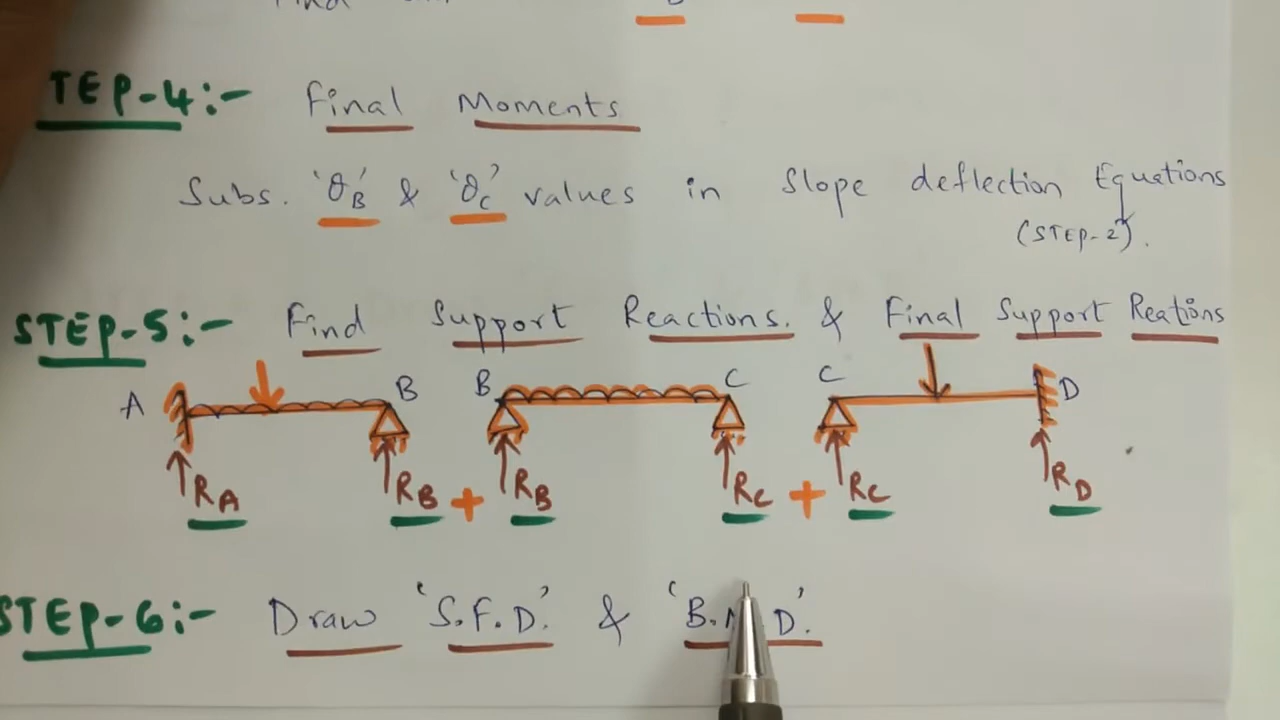 TEP-4:- Final Moments
Subs. 'θB' & 'θC' values in Slope deflection Equations
(STEP-2).
STEP-5:- Find Support Reactions. & Final Support Reations
A B B C C D
RA RB + RB RC + RC RD
STEP-6:- Draw 'S.F.D.' & 'B.M.D.'